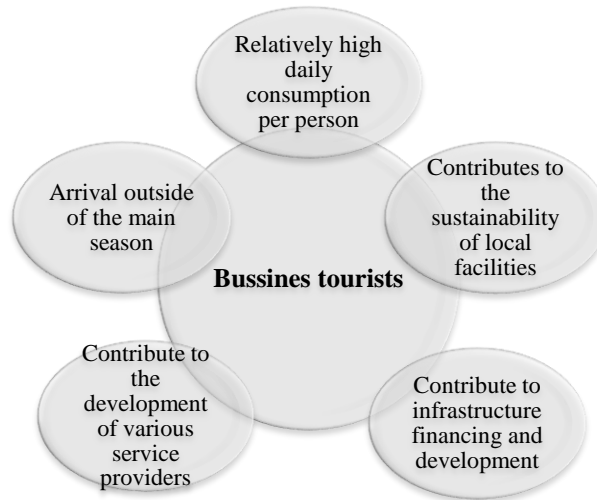 Relatively high
daily
consumption
per person
Contributes to
the
sustainability
of local
facilities
Contribute to
infrastructure
financing and
development
Contribute to
the
development
of various
service
providers
Arrival outside
of the main
season
Bussines tourists